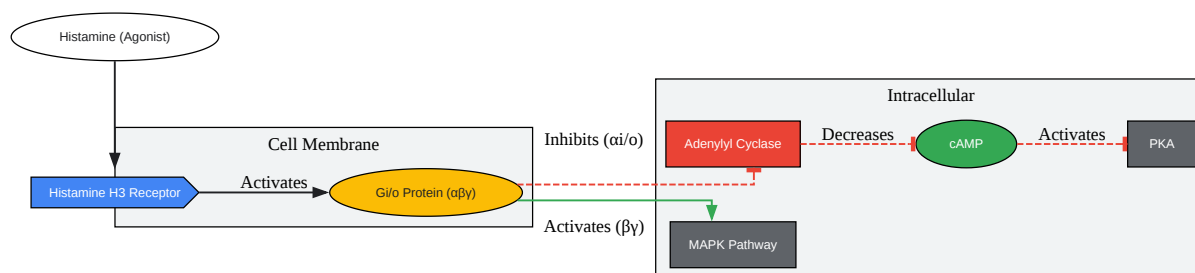 Histamine (Agonist)
Intracellular
Cell Membrane
Inhibits (αi/o)
Adenylyl Cyclase
Decreases
cAMP
Activates
PKA
Histamine H3 Receptor
Activates
Gi/o Protein (αβγ)
Activates (βγ)
MAPK Pathway